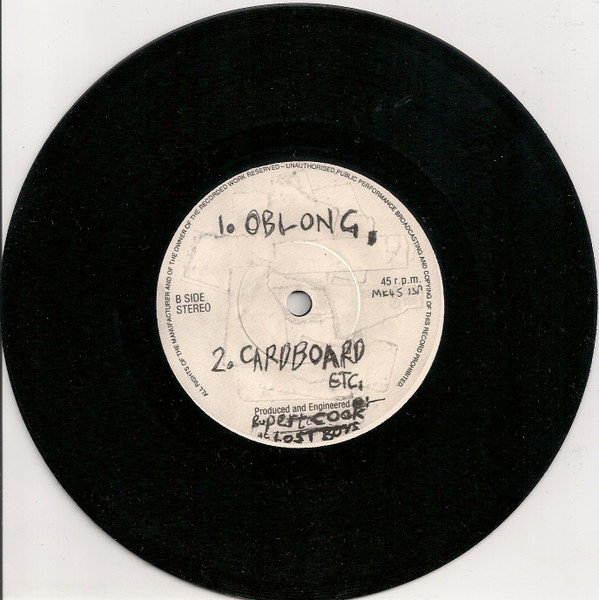 ALL RIGHTS OF THE MANUFACTURER AND OF THE OWNER OF THE RECORDED WORK RESERVED – UNAUTHORISED, PUBLIC PERFORMANCE BROADCASTING AND COPYING OF THIS RECORD PROHIBITED.
1. OBLONG,
45 r.p.m.
B SIDE
STEREO
2. CARDBOARD
ETC,
Produced and Engineered
Rupert COOK
at LOST BOYS